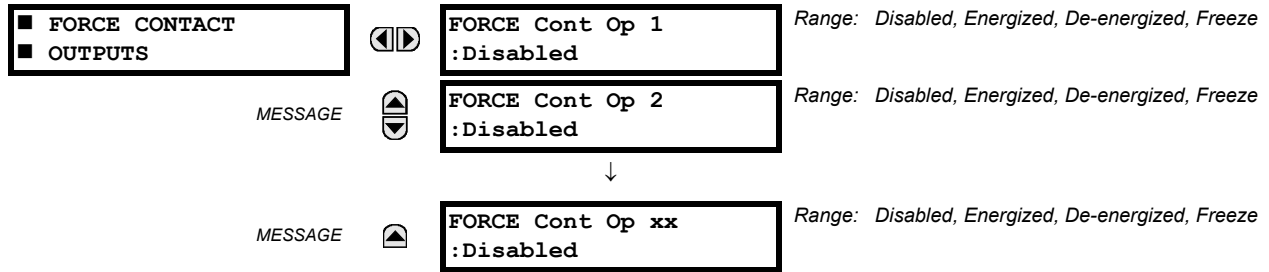 ■ FORCE CONTACT
■ OUTPUTS
FORCE Cont Op 1
:Disabled
Range: Disabled, Energized, De-energized, Freeze
MESSAGE
FORCE Cont Op 2
:Disabled
Range: Disabled, Energized, De-energized, Freeze
↓
MESSAGE
FORCE Cont Op xx
:Disabled
Range: Disabled, Energized, De-energized, Freeze